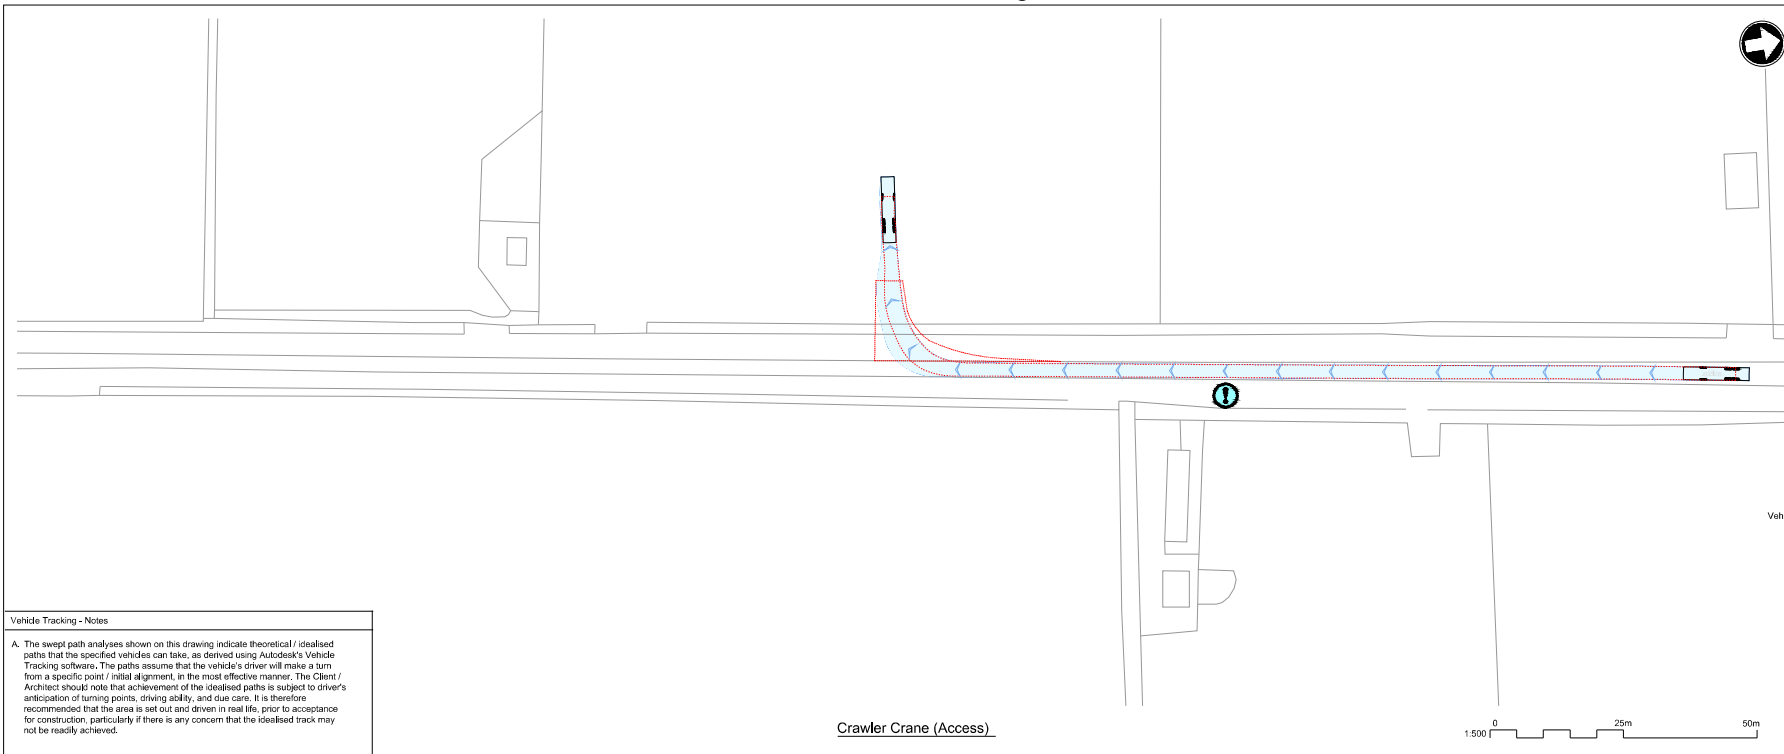 Veh
Vehicle Tracking - Notes
A. The swept path analyses shown on this drawing indicate theoretical / idealised
paths that the specified vehicles can take, as derived using Autodesk's Vehicle
Tracking software. The paths assume that the vehicle's driver will make a turn
from a specific point / initial alignment, in the most effective manner. The Client /
Architect should note that achievement of the idealised paths is subject to driver's
anticipation of turning points, driving ability, and due care. It is therefore
recommended that the area is set out and driven in real life, prior to acceptance
for construction, particularly if there is any concern that the idealised track may
not be readily achieved.
Crawler Crane (Access)
1:500
0 25m 50m